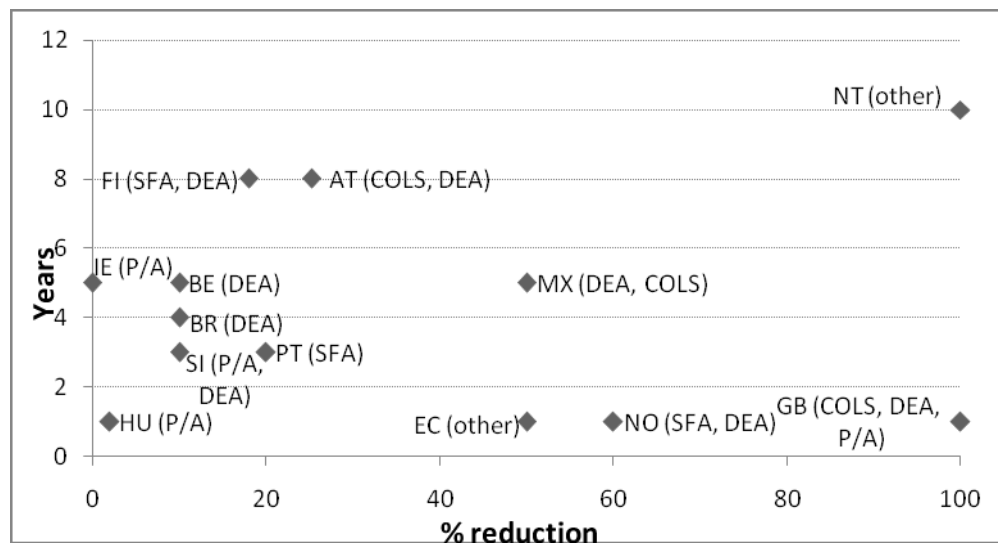 12
10
8
6
4
2
0
Years
NT (other)
FI (SFA, DEA)
AT (COLS, DEA)
IE (P/A)
BE (DEA)
MX (DEA, COLS)
BR (DEA)
SI (P/A,
DEA)
PT (SFA)
HU (P/A)
EC (other)
NO (SFA, DEA)
GB (COLS, DEA,
P/A)
0 20 40 60 80 100
% reduction